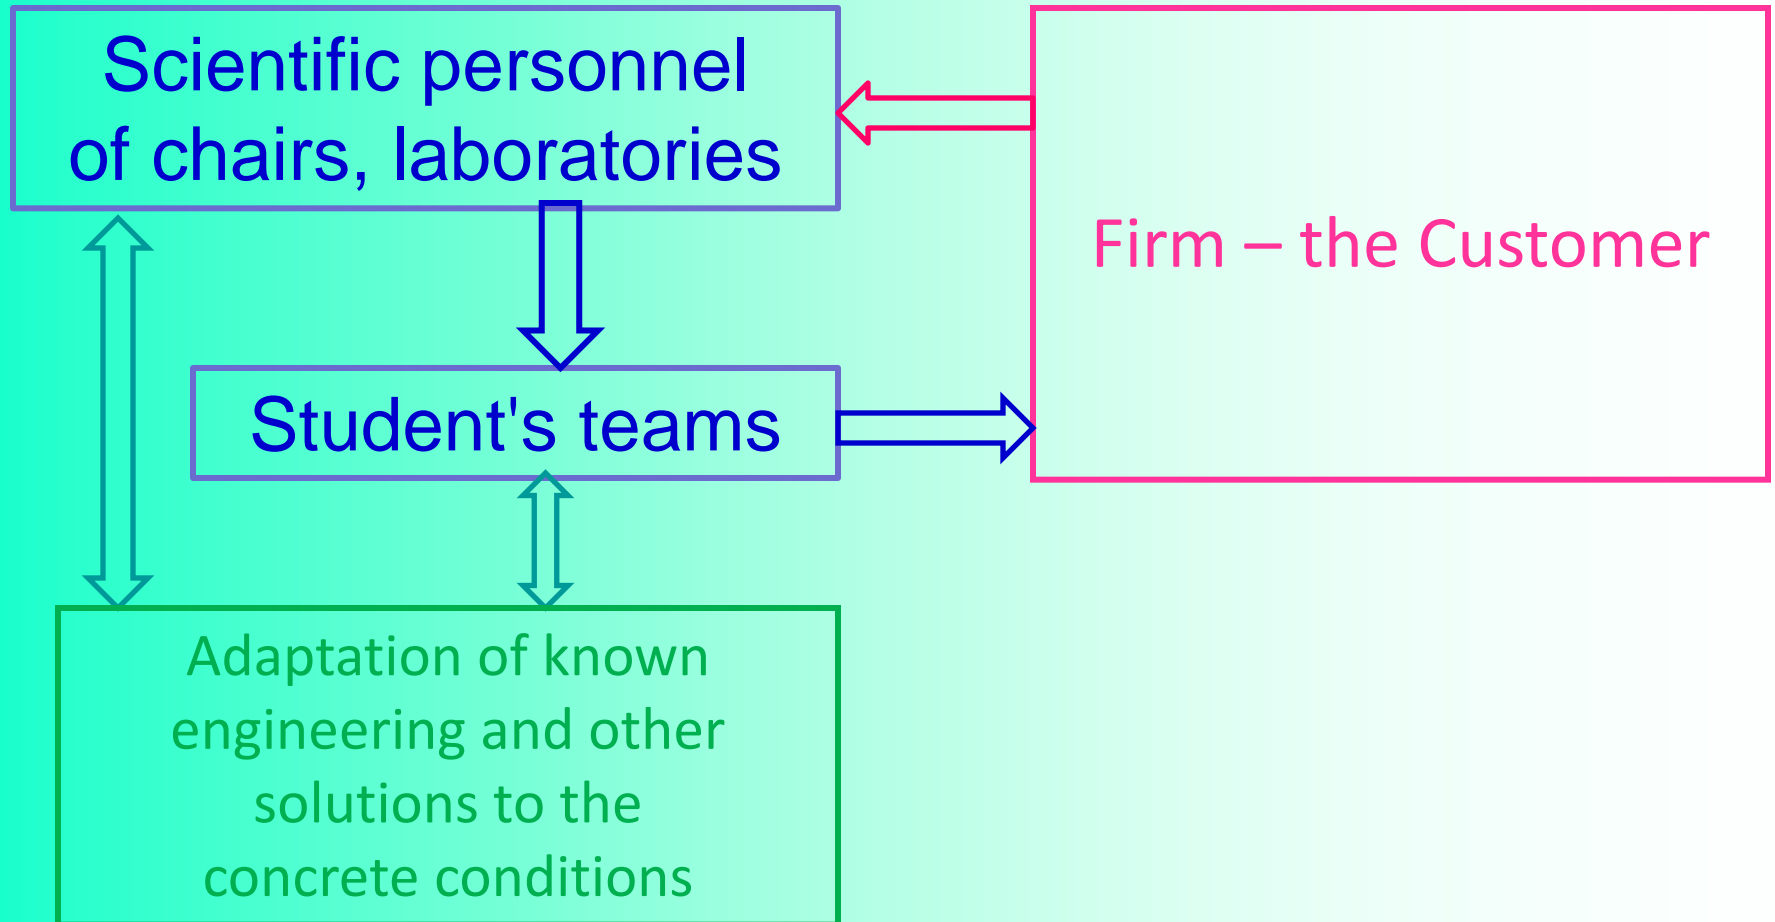 Scientific personnel
of chairs, laboratories
Firm – the Customer
Student's teams
Adaptation of known
engineering and other
solutions to the
concrete conditions